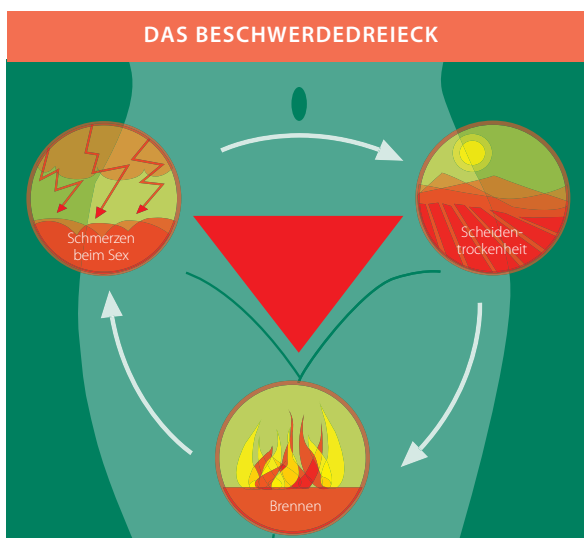 DAS BESCHWERDEDREIECK
Schmerzen
beim Sex
Scheiden-
trockenheit
Brennen